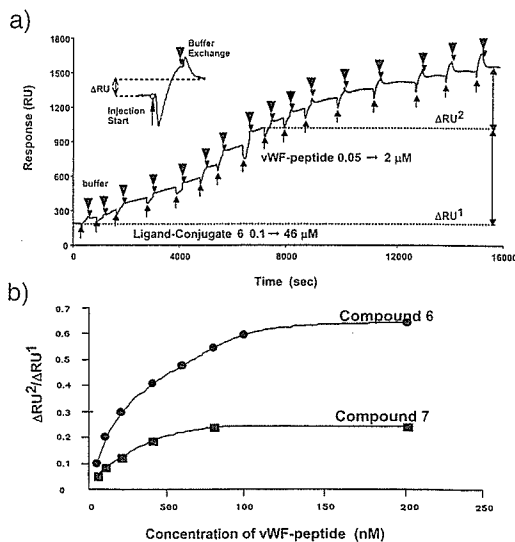 a)
1800
1500
1200
900
600
300
0
Response (RU)
Buffer
Exchange
ΔRU
Injection
Start
buffer
vWF-peptide 0.05 → 2 μM
Ligand-Conjugate 6 0.1 → 46 μM
ΔRU2
ΔRU1
0 4000 8000 12000 16000
Time (sec)
b)
0.7
0.6
0.5
0.4
0.3
0.2
0.1
0
ΔRU2/ΔRU1
Compound 6
Compound 7
0 500 100 150 200 250
Concentration of vWF-peptide (nM)